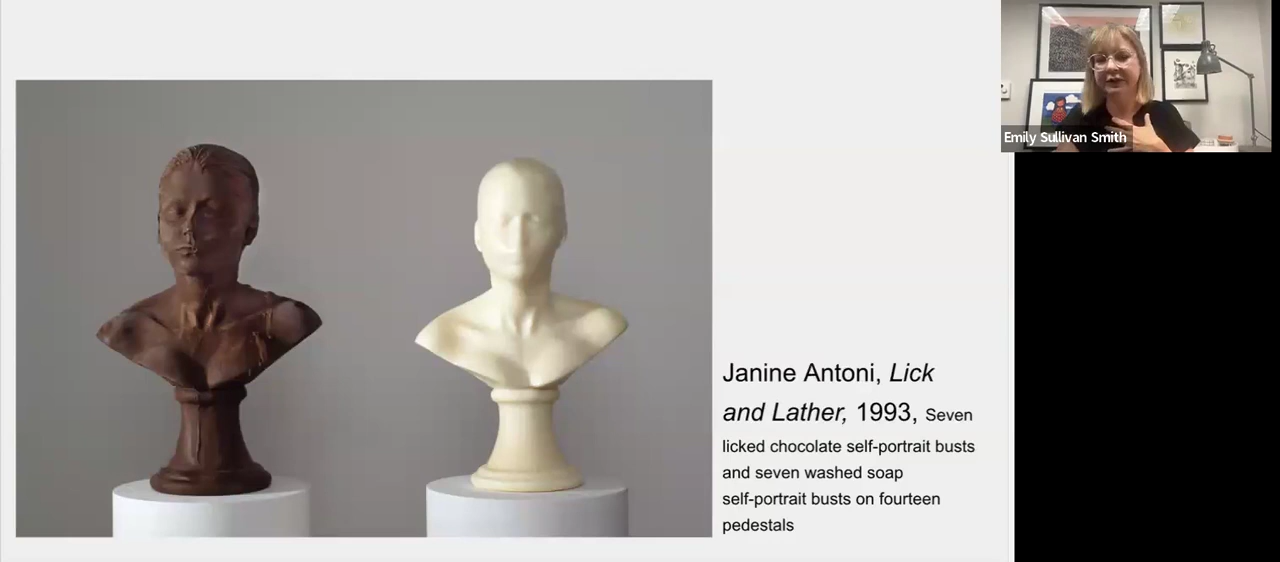 Emily Sullivan Smith
Janine Antoni, Lick
and Lather, 1993, Seven
licked chocolate self-portrait busts
and seven washed soap
self-portrait busts on fourteen
pedestals